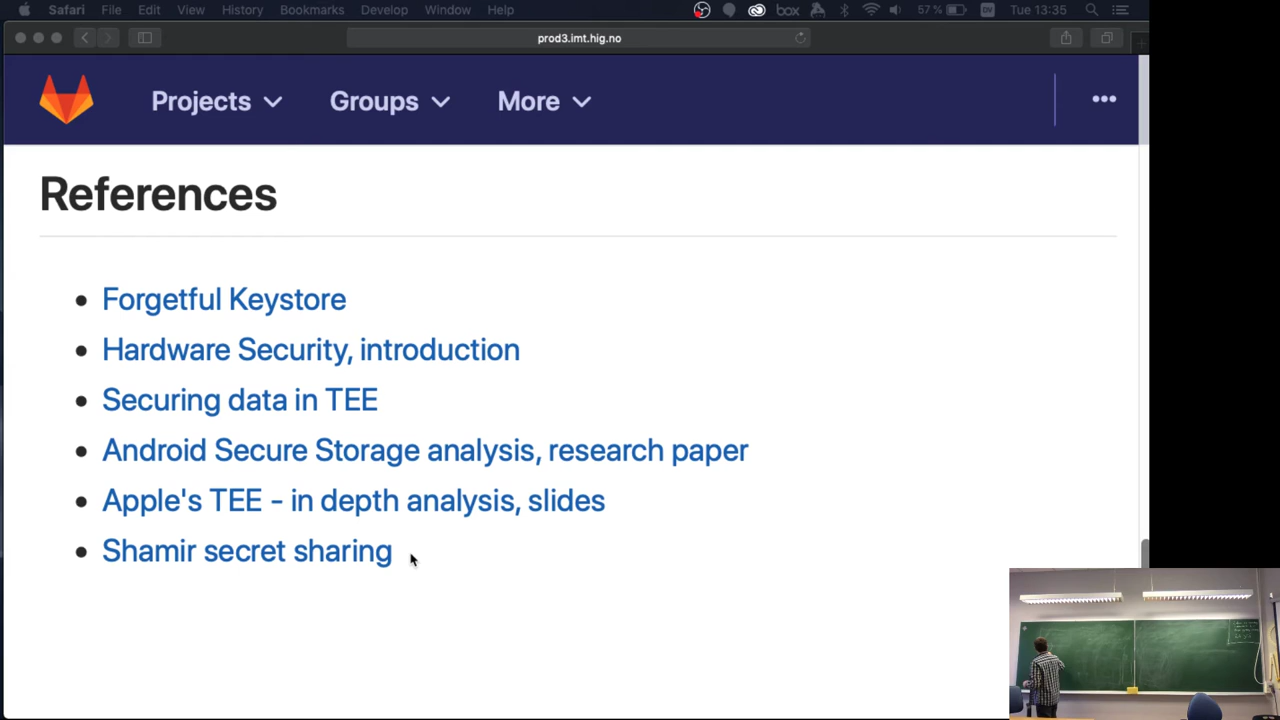 Safari File Edit View History Bookmarks Develop Window Help box 57% DV Tue 13:35
prod3.imt.hig.no
Projects Groups More
References
Forgetful Keystore
Hardware Security, introduction
Securing data in TEE
Android Secure Storage analysis, research paper
Apple's TEE - in depth analysis, slides
Shamir secret sharing